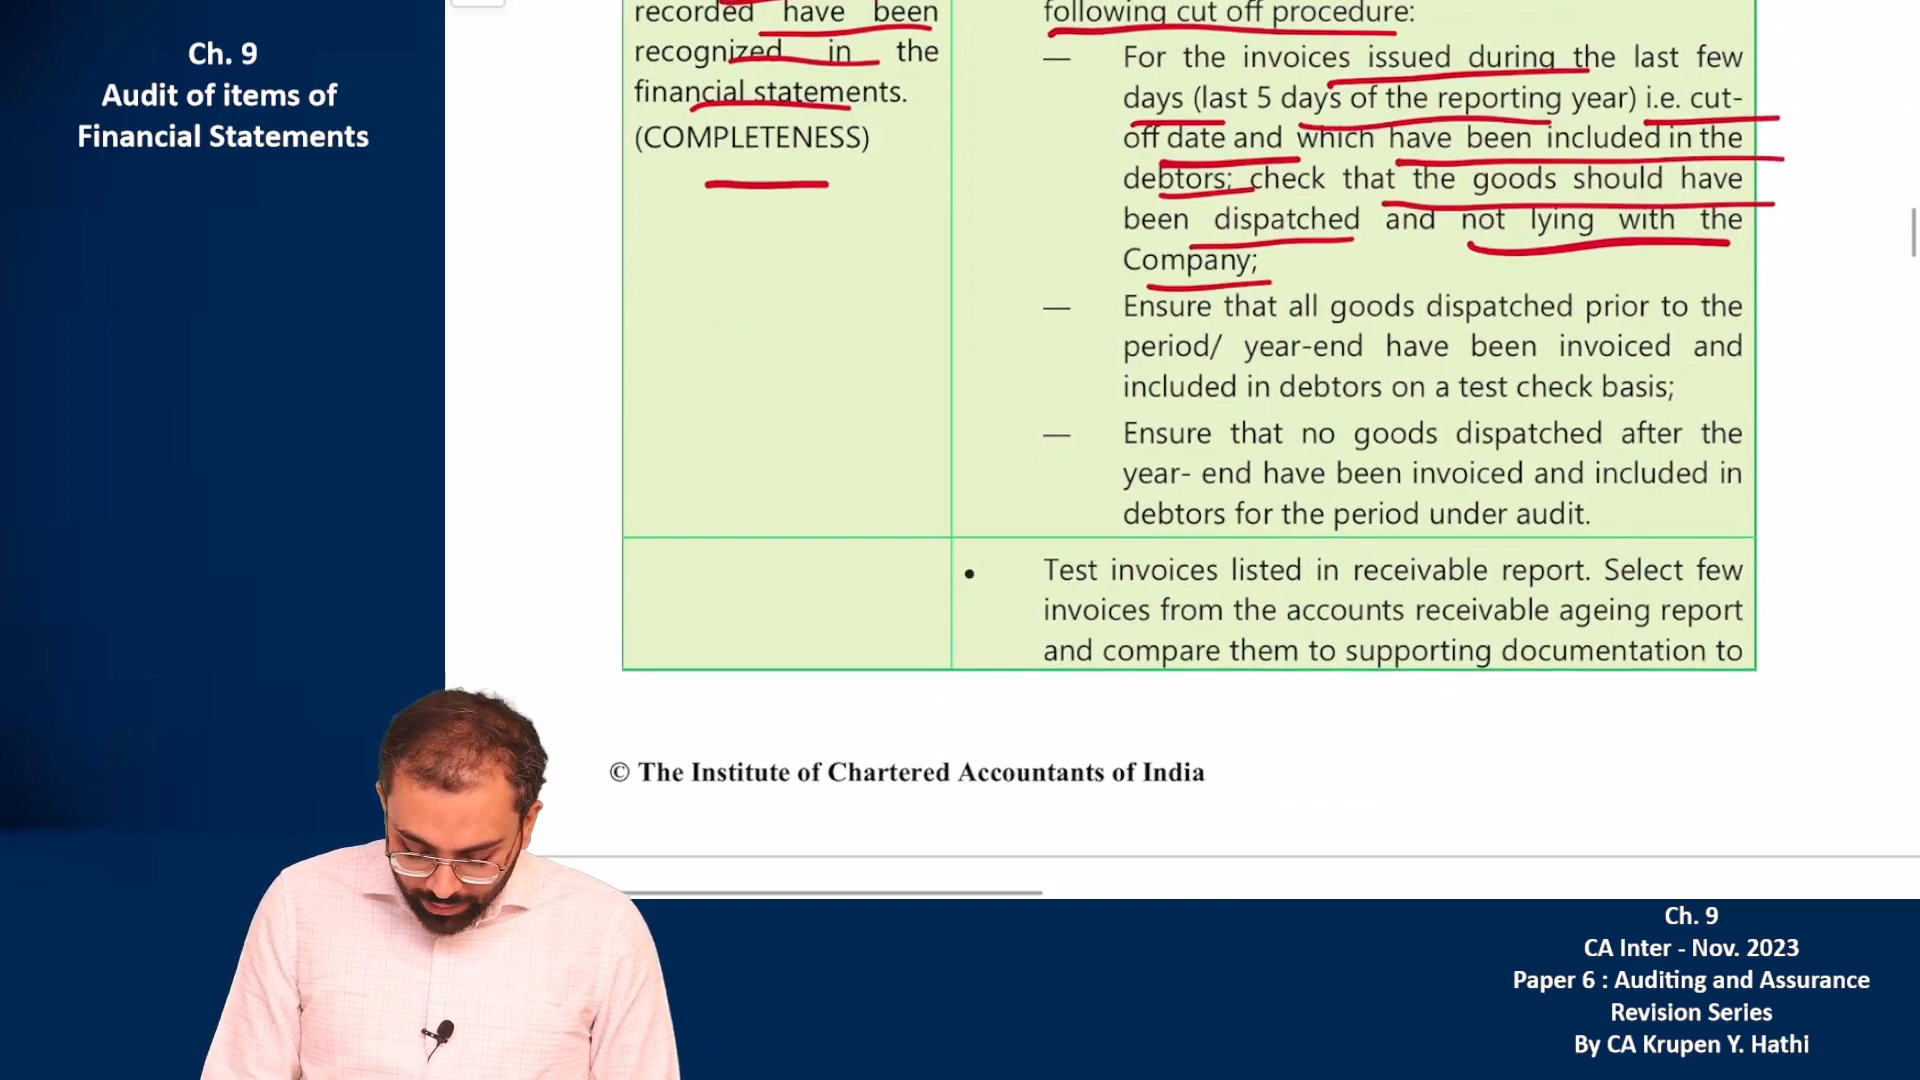 Ch. 9
Audit of items of
Financial Statements
recorded have been
recognized in the
financial statements.
(COMPLETENESS)
following cut off procedure:
— For the invoices issued during the last few
days (last 5 days of the reporting year) i.e. cut-
off date and which have been included in the
debtors; check that the goods should have
been dispatched and not lying with the
Company;
— Ensure that all goods dispatched prior to the
period/ year-end have been invoiced and
included in debtors on a test check basis;
— Ensure that no goods dispatched after the
year- end have been invoiced and included in
debtors for the period under audit.
• Test invoices listed in receivable report. Select few
invoices from the accounts receivable ageing report
and compare them to supporting documentation to
© The Institute of Chartered Accountants of India
Ch. 9
CA Inter - Nov. 2023
Paper 6 : Auditing and Assurance
Revision Series
By CA Krupen Y. Hathi